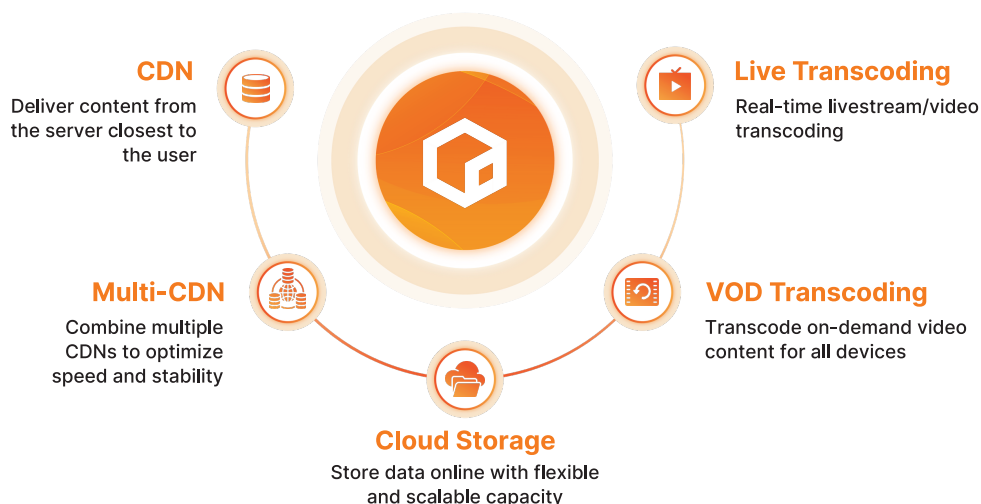 CDN
Deliver content from
the server closest to
the user
Live Transcoding
Real-time livestream/video
transcoding
Multi-CDN
Combine multiple
CDNs to optimize
speed and stability
VOD Transcoding
Transcode on-demand video
content for all devices
Cloud Storage
Store data online with flexible
and scalable capacity